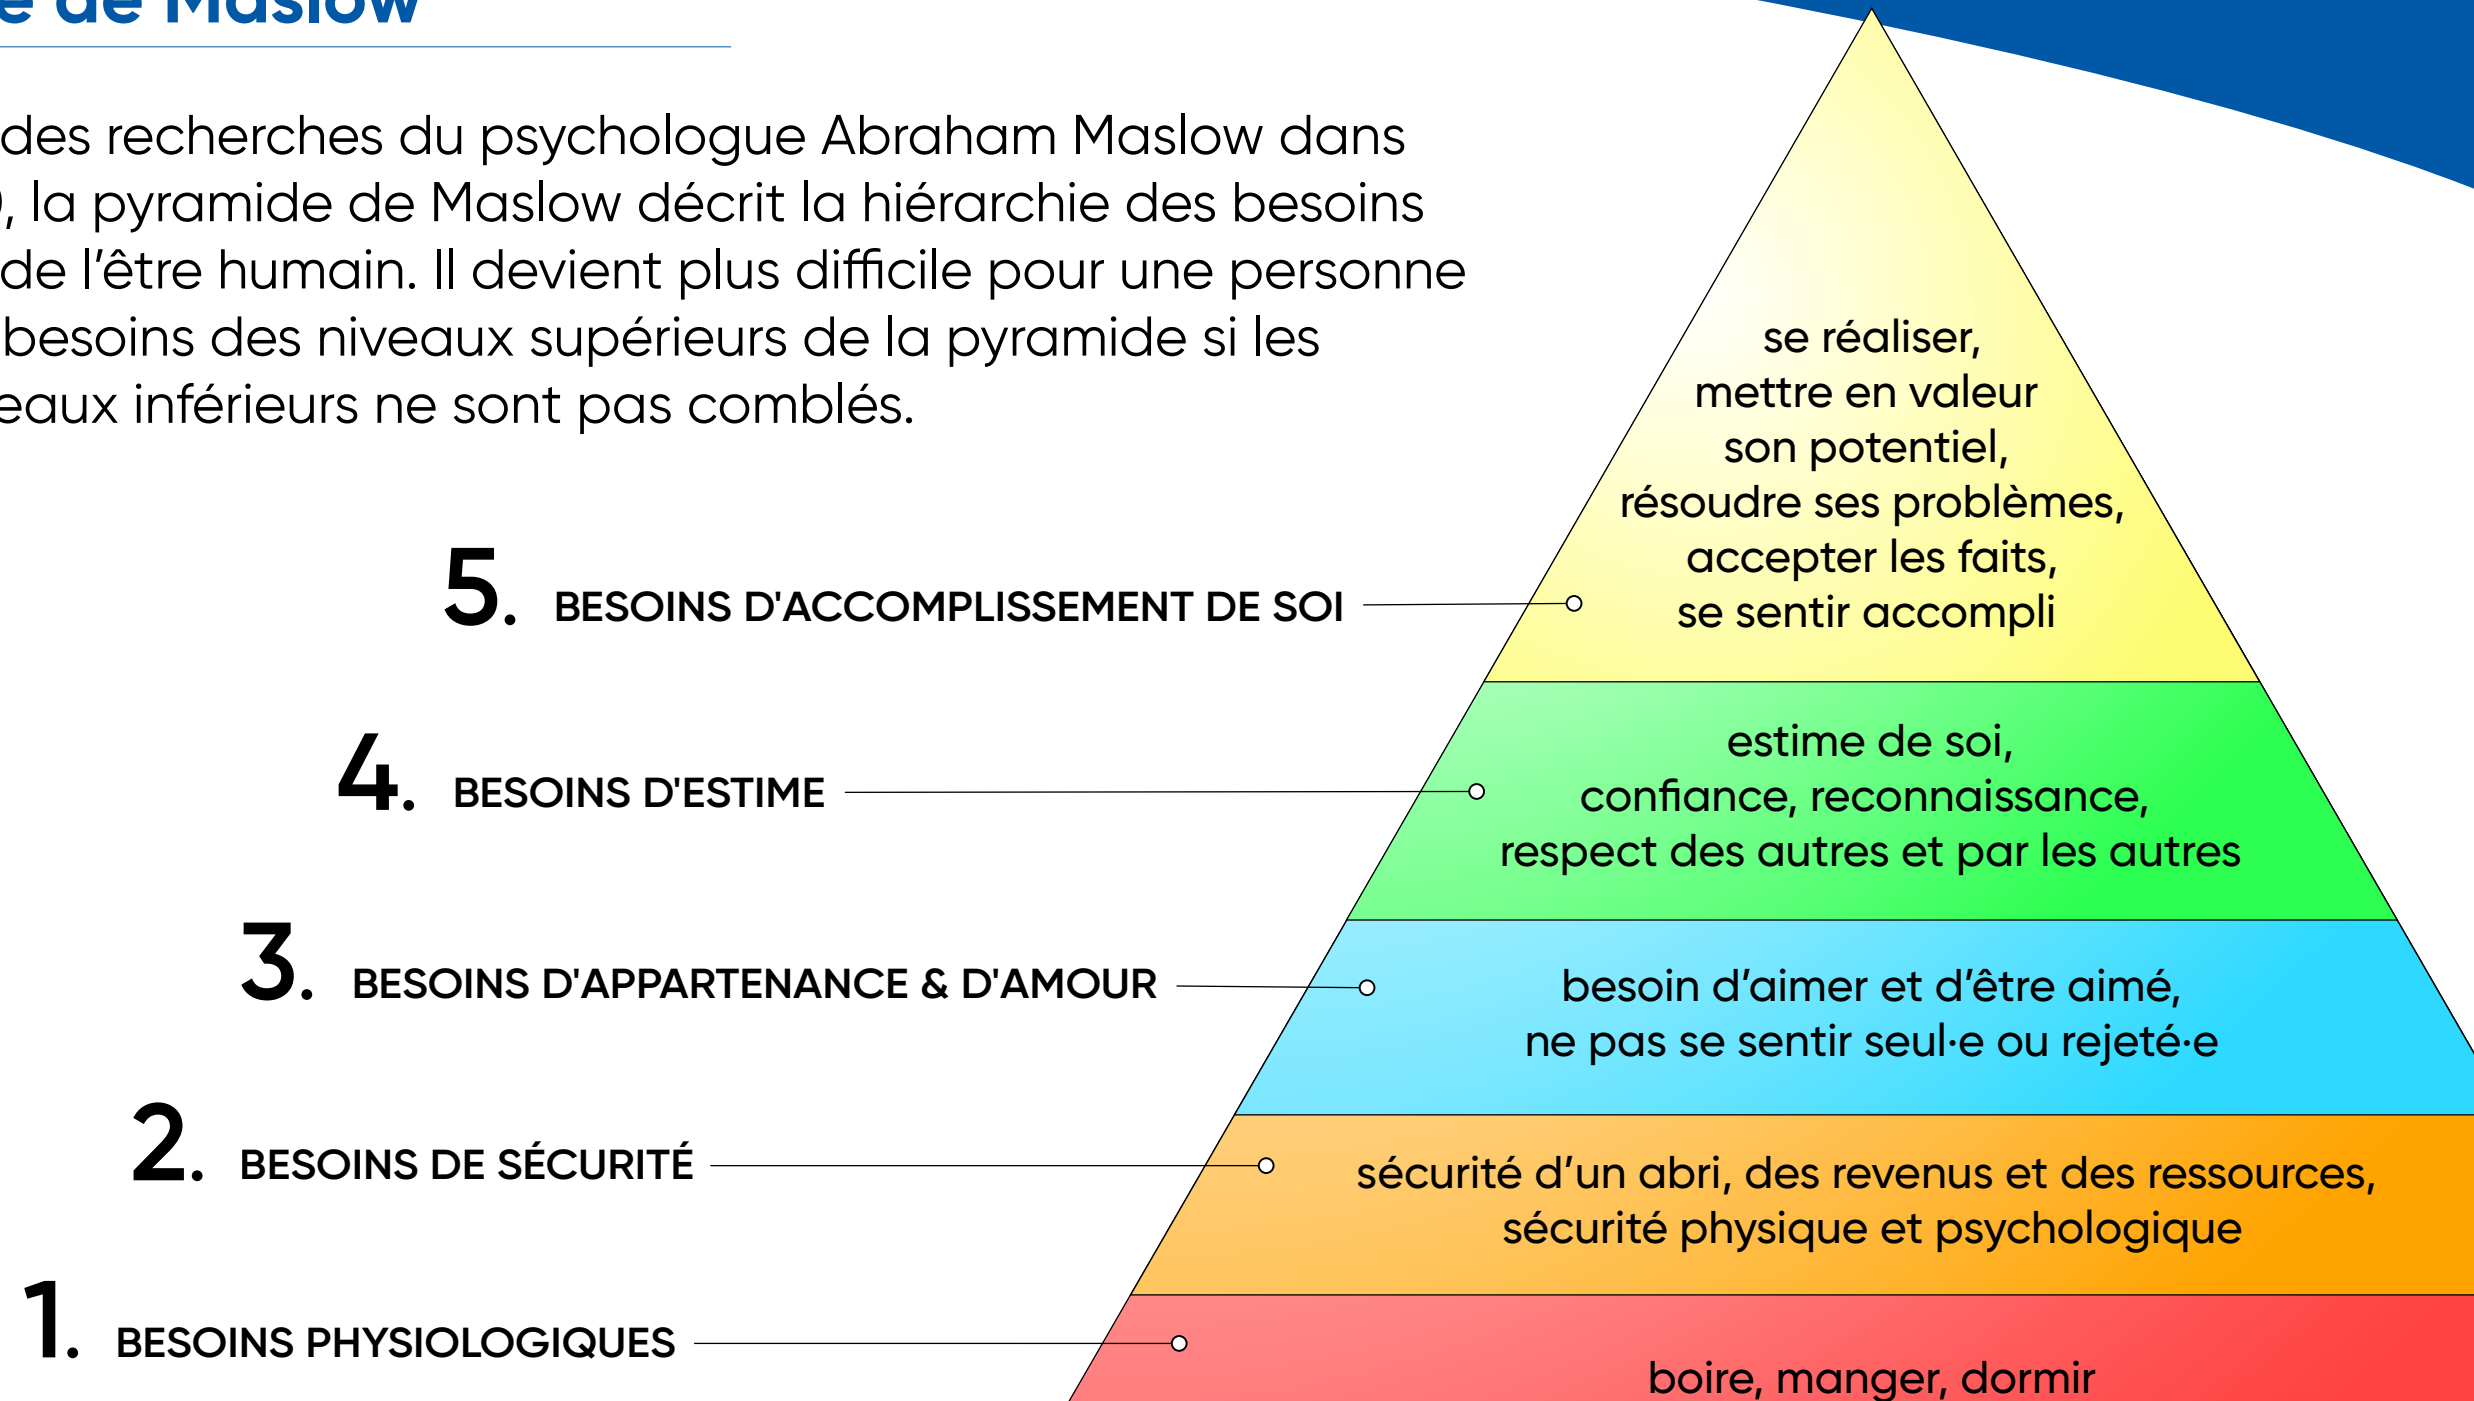 de Maslow
des recherches du psychologue Abraham Maslow dans
, la pyramide de Maslow décrit la hiérarchie des besoins
de l’être humain. Il devient plus difficile pour une personne
besoins des niveaux supérieurs de la pyramide si les
eaux inférieurs ne sont pas comblés.
se réaliser,
mettre en valeur
son potentiel,
résoudre ses problèmes,
accepter les faits,
se sentir accompli
5. BESOINS D'ACCOMPLISSEMENT DE SOI
estime de soi,
confiance, reconnaissance,
respect des autres et par les autres
4. BESOINS D'ESTIME
besoin d’aimer et d’être aimé,
ne pas se sentir seul·e ou rejeté·e
3. BESOINS D'APPARTENANCE & D'AMOUR
sécurité d’un abri, des revenus et des ressources,
sécurité physique et psychologique
2. BESOINS DE SÉCURITÉ
1. BESOINS PHYSIOLOGIQUES
boire, manger, dormir